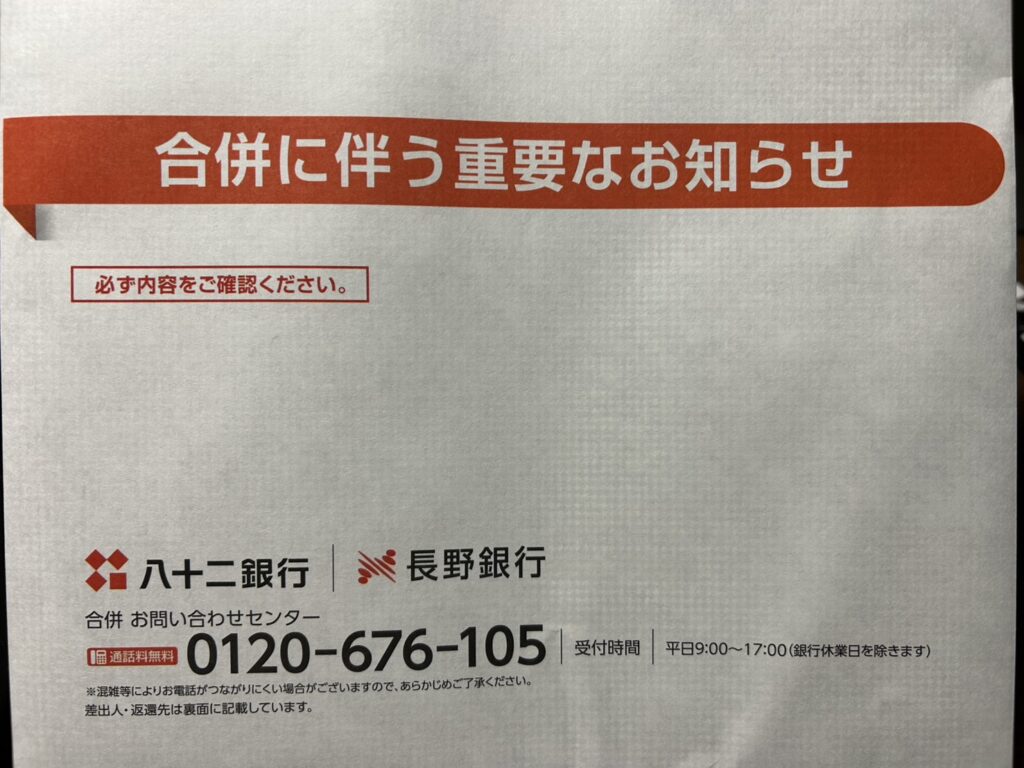 合併に伴う重要なお知らせ
必ず内容をご確認ください。
八十二銀行 長野銀行
合併 お問い合わせセンター
通話料無料 0120-676-105 受付時間 平日9:00～17:00(銀行休業日を除きます)
※混雑等によりお電話がつながりにくい場合がございますので、あらかじめご了承ください。
差出人・返還先は裏面に記載しています。